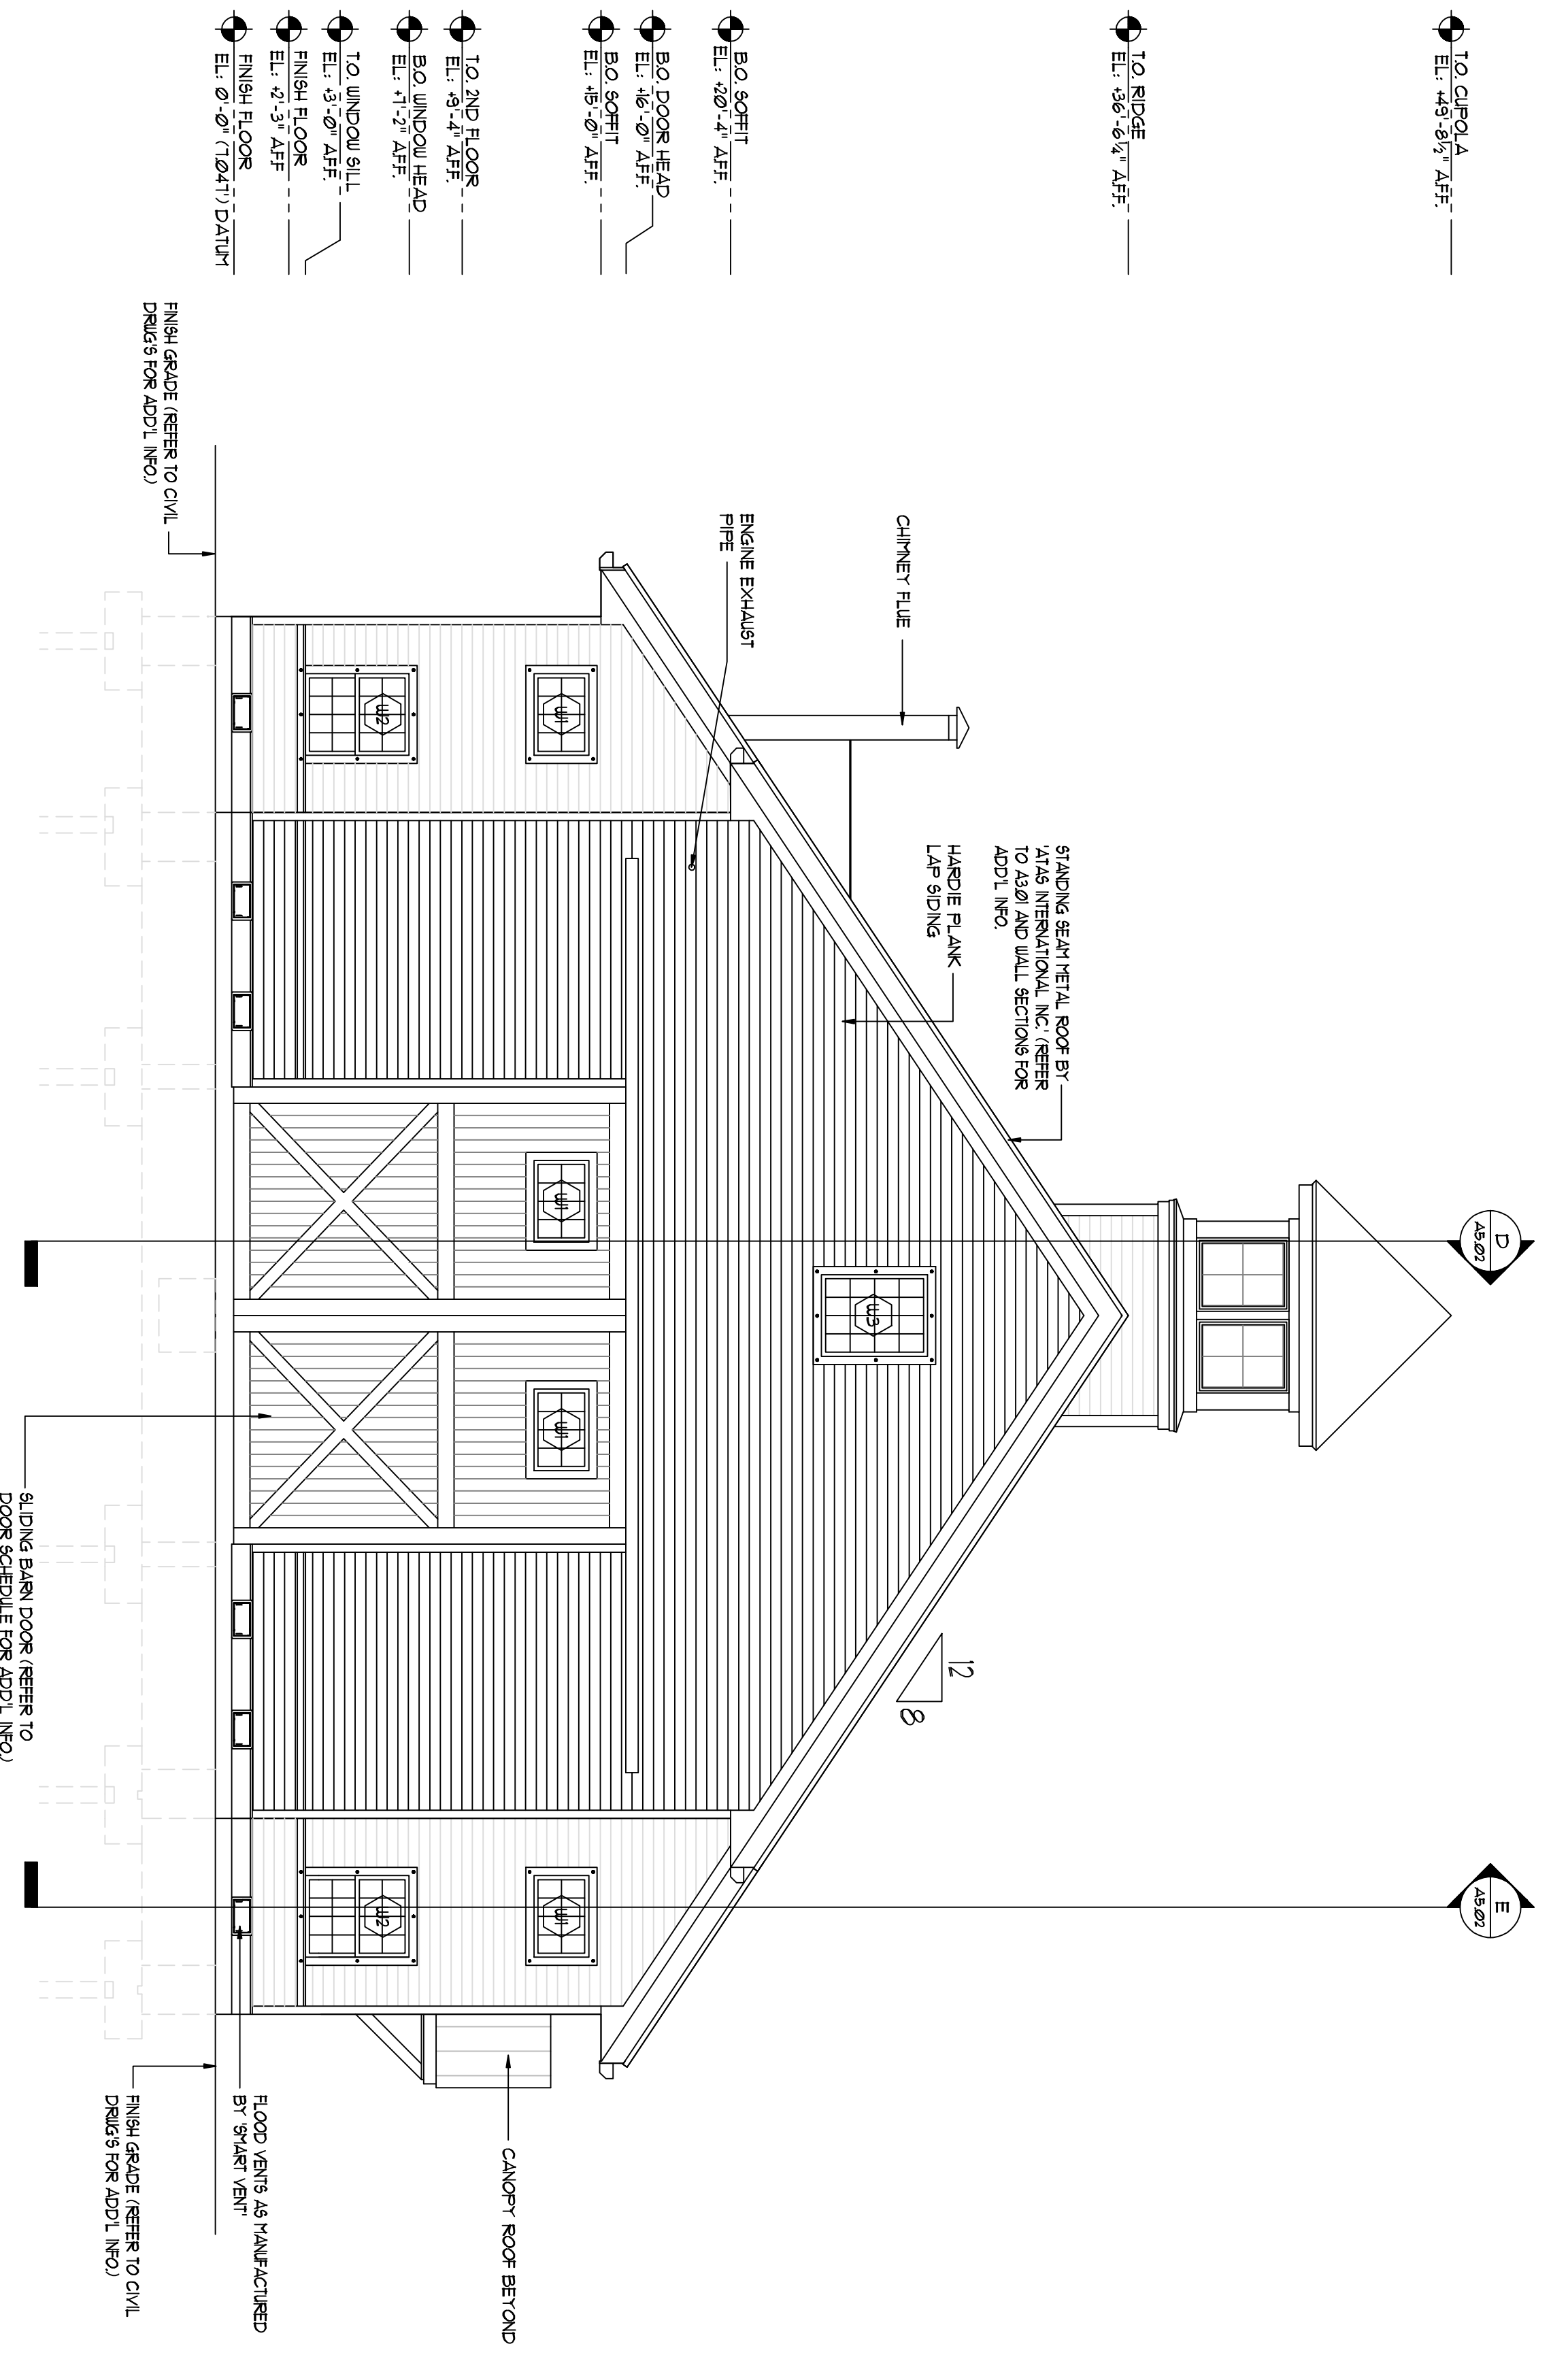 T.O. CUPOLA
EL: +49'-8½" A.F.F.
T.O. RIDGE
EL: +36'-6¼" A.F.F.
B.O. SOFFIT
EL: +20'-4" A.F.F.
B.O. DOOR HEAD
EL: +16'-0" A.F.F.
B.O. SOFFIT
EL: +15'-0" A.F.F.
T.O. 2ND FLOOR
EL: +9'-4" A.F.F.
B.O. WINDOW HEAD
EL: +7'-2" A.F.F.
T.O. WINDOW SILL
EL: +3'-0" A.F.F.
FINISH FLOOR
EL: +2'-3" A.F.F
FINISH FLOOR
EL: 0'-0" (7.047') DATUM
FINISH GRADE (REFER TO CIVIL
DRWG'S FOR ADD'L INFO.)
CHIMNEY FLUE
ENGINE EXHAUST
PIPE
STANDING SEAM METAL ROOF BY
'ATAS INTERNATIONAL INC.' (REFER
TO A3.01 AND WALL SECTIONS FOR
ADD'L INFO.
HARDIE PLANK
LAP SIDING
D
A5.02
E
A5.02
12
8
W3
W1
W1
W1
W1
W2
W2
SLIDING BARN DOOR (REFER TO
DOOR SCHEDULE FOR ADD'L INFO.)
CANOPY ROOF BEYOND
FLOOD VENTS AS MANUFACTURED
BY 'SMART VENT'
FINISH GRADE (REFER TO CIVIL
DRWG'S FOR ADD'L INFO.)